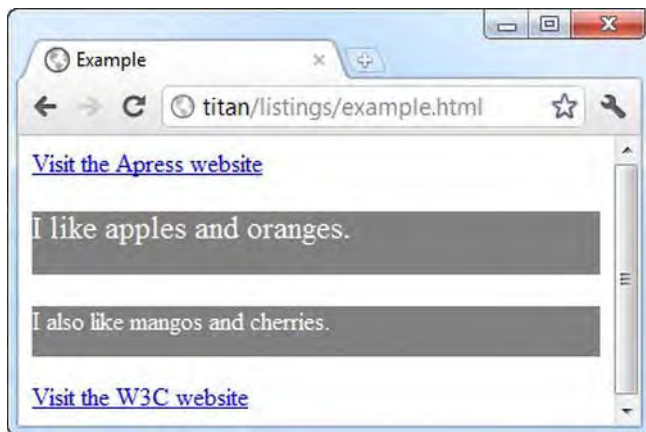 Example
titan/listings/example.html
Visit the Apress website
I like apples and oranges.
I also like mangos and cherries.
Visit the W3C website